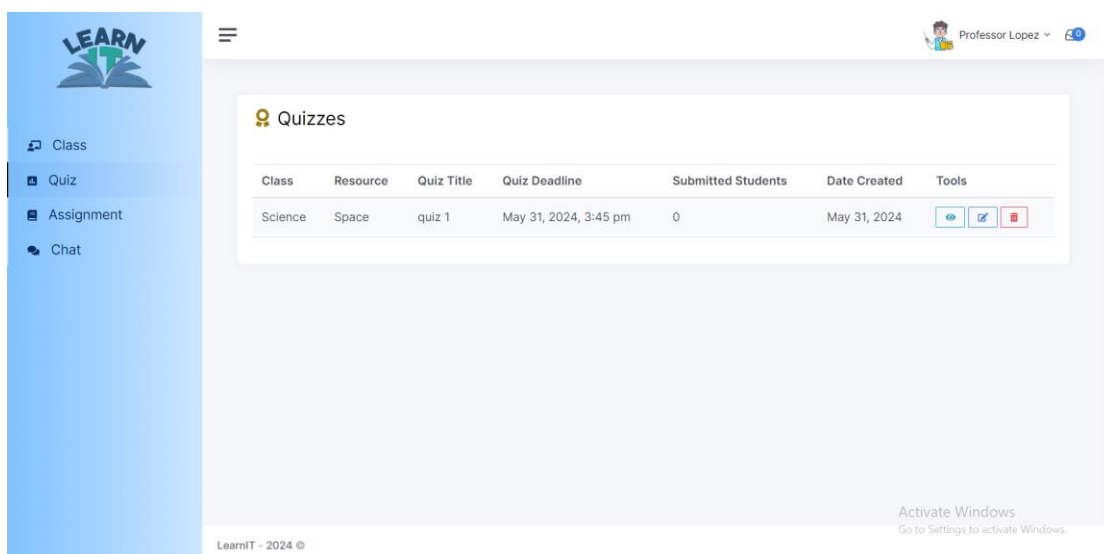 LEARN
IT
Professor Lopez
0
Class
Quiz
Assignment
Chat
Quizzes
Class Resource Quiz Title Quiz Deadline Submitted Students Date Created Tools
Science Space quiz 1 May 31, 2024, 3:45 pm 0 May 31, 2024
Activate Windows
Go to Settings to activate Windows.
LearnIT - 2024 ©